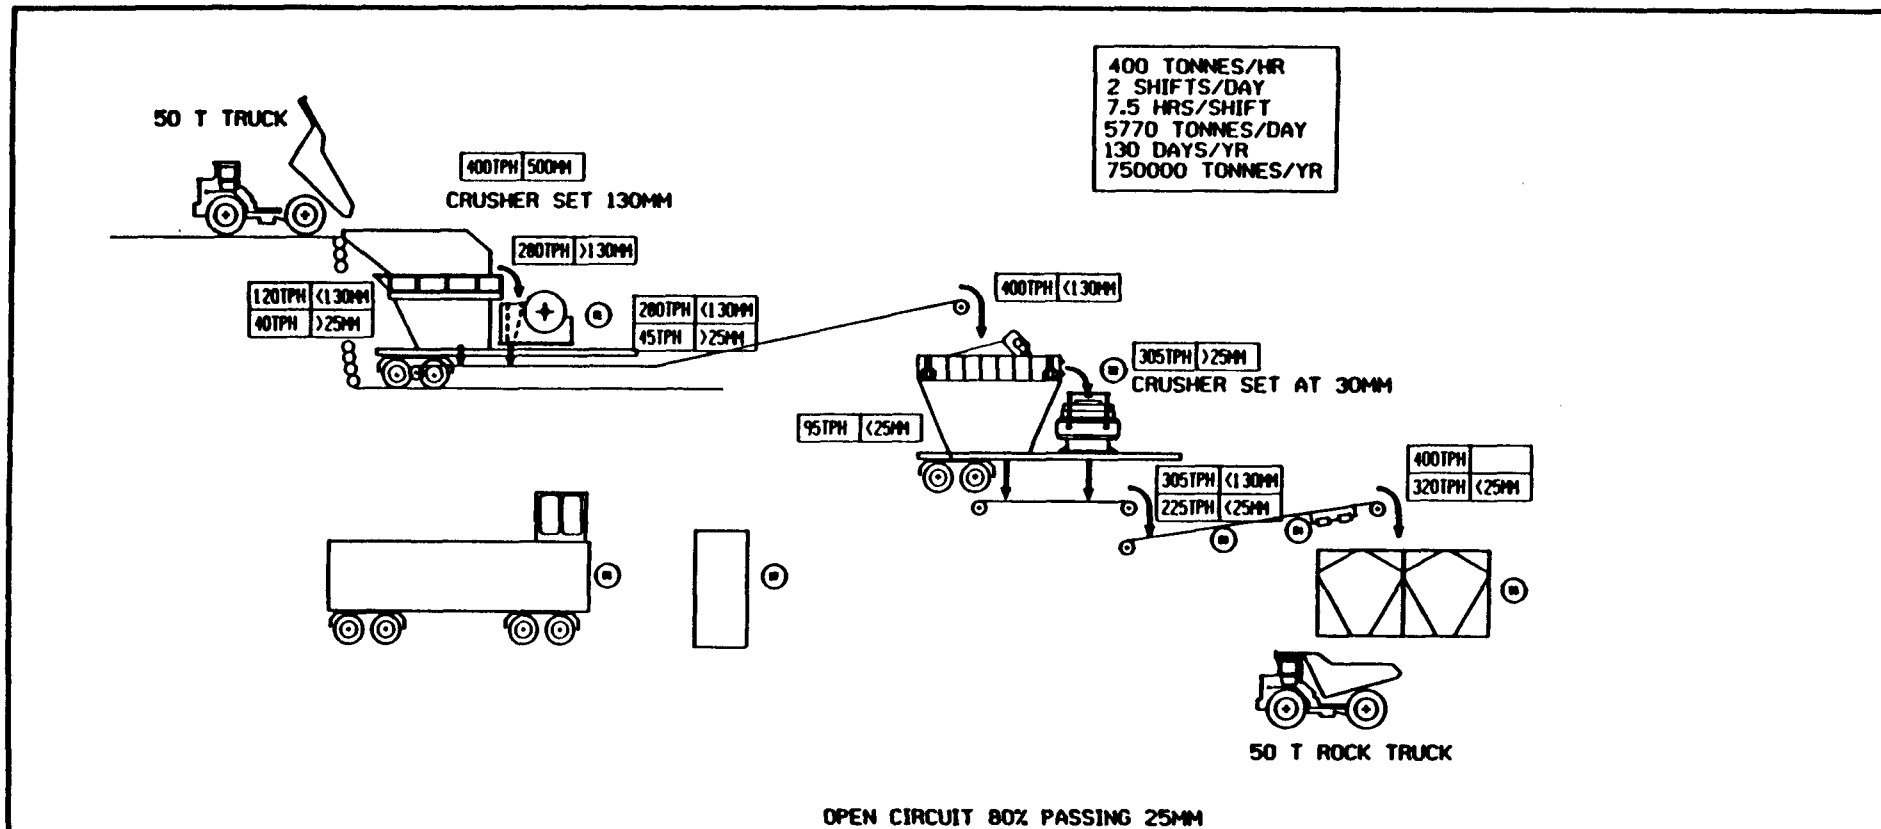 400 TONNES/HR
2 SHIFTS/DAY
7.5 HRS/SHIFT
5770 TONNES/DAY
130 DAYS/YR
750000 TONNES/YR
50 T TRUCK
400TPH 500MM
CRUSHER SET 130MM
280TPH >130MM
120TPH <130MM
40TPH >25MM
280TPH <130MM
45TPH >25MM
400TPH <130MM
305TPH >25MM
CRUSHER SET AT 30MM
95TPH <25MM
305TPH <130MM
225TPH <25MM
400TPH
320TPH <25MM
50 T ROCK TRUCK
OPEN CIRCUIT 80% PASSING 25MM